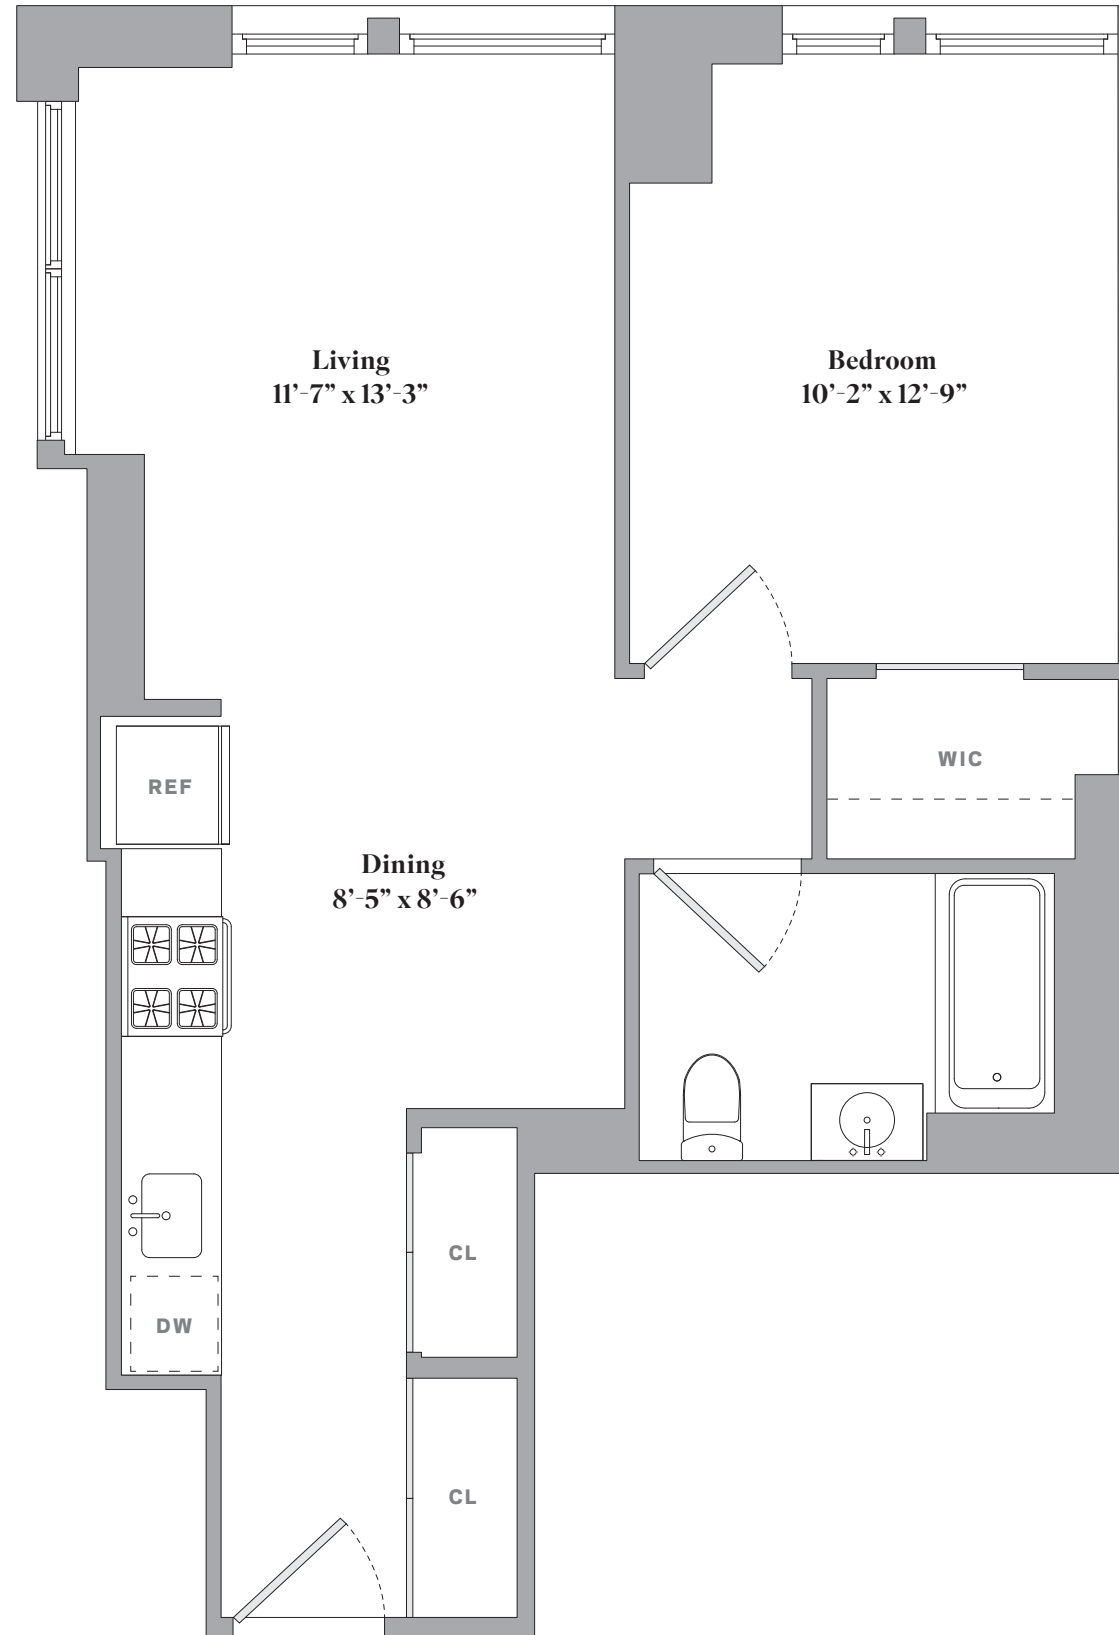 Living
11’-7” x 13’-3”
Bedroom
10’-2” x 12’-9”
WIC
REF
Dining
8’-5” x 8’-6”
CL
DW
CL